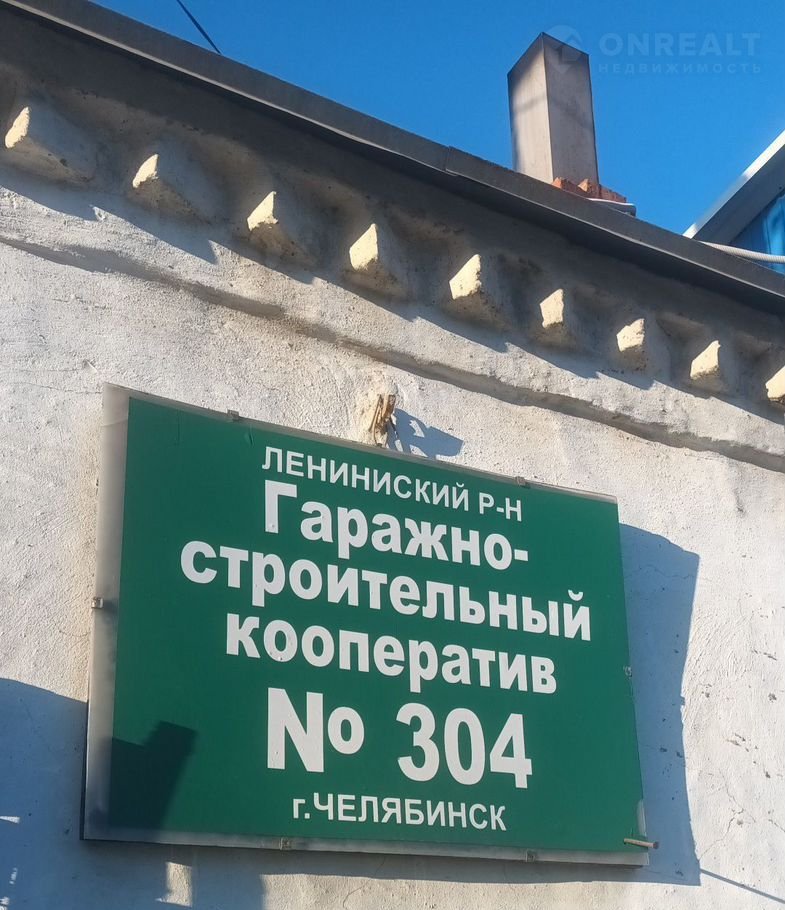 ONREALT
НЕДВИЖИМОСТЬ
ЛЕНИНИСКИЙ Р-Н
Гаражно-
строительный
кооператив
№ 304
г.ЧЕЛЯБИНСК